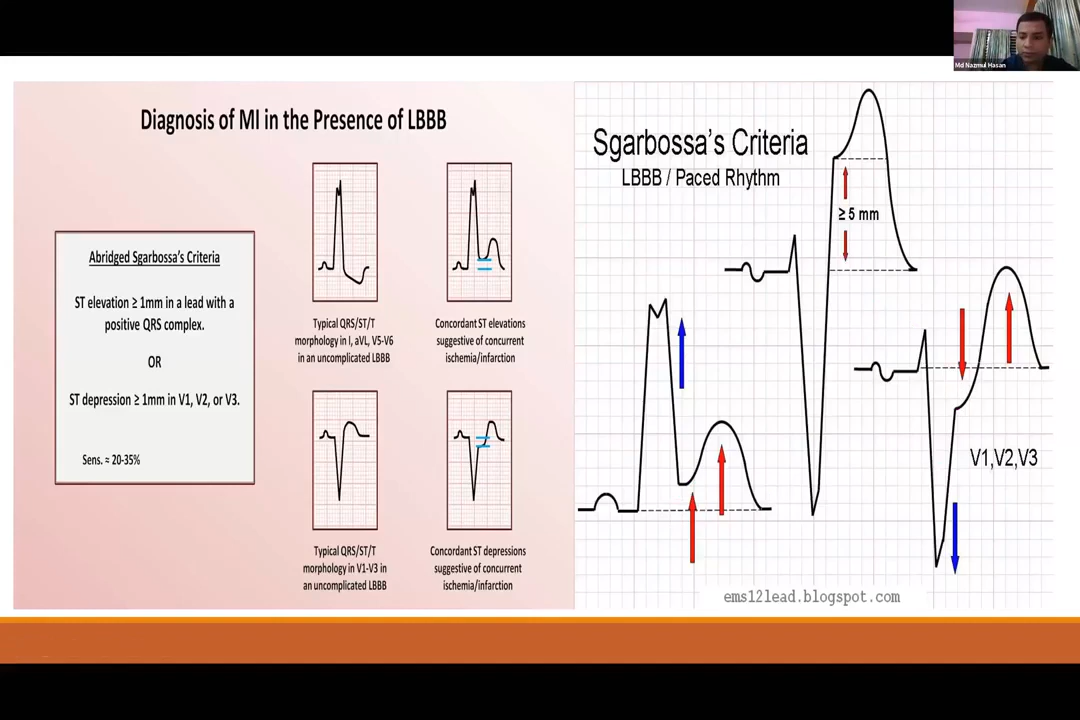 Md Nazmul Hasan
Diagnosis of MI in the Presence of LBBB
Abridged Sgarbossa's Criteria
ST elevation ≥ 1mm in a lead with a
positive QRS complex.
OR
ST depression ≥ 1mm in V1, V2, or V3.
Sens. = 20-35%
Typical QRS/ST/T
morphology in I, aVL, V5-V6
in an uncomplicated LBBB
Concordant ST elevations
suggestive of concurrent
ischemia/infarction
Typical QRS/ST/T
morphology in V1-V3 in
an uncomplicated LBBB
Concordant ST depressions
suggestive of concurrent
ischemia/infarction
Sgarbossa's Criteria
LBBB / Paced Rhythm
≥ 5 mm
V1,V2,V3
ems12lead.blogspot.com